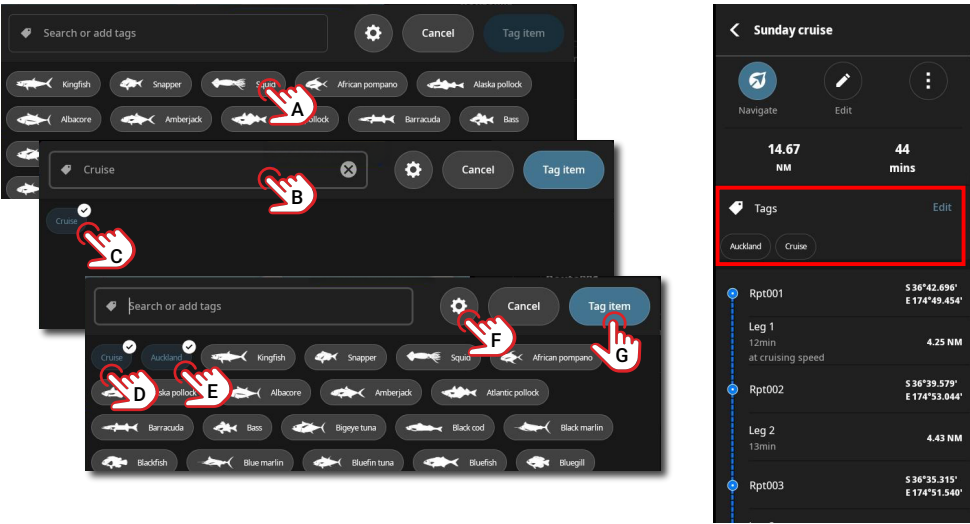 Search or add tags Cancel Tag item
Kingfish Snapper Squid African pompano Alaska pollock
A
Albacore Amberjack ollock Barracuda Bass
Cruise Cancel Tag item
B
Cruise
C
Search or add tags Cancel Tag item
F
G
Cruise Auckland Kingfish Snapper Squid African pompano
D
E
ska pollock Albacore Amberjack Atlantic pollock
Barracuda Bass Bigeye tuna Black cod Black marlin
Blackfish Blue marlin Bluefin tuna Bluefish Bluegill
Sunday cruise
Navigate Edit
14.67 44
NM mins
Tags Edit
Auckland Cruise
Rpt001 S 36°42.696'
E 174°49.454'
Leg 1
12min 4.25 NM
at cruising speed
Rpt002 S 36°39.579'
E 174°53.044'
Leg 2
13min 4.43 NM
Rpt003 S 36°35.315'
E 174°51.540'